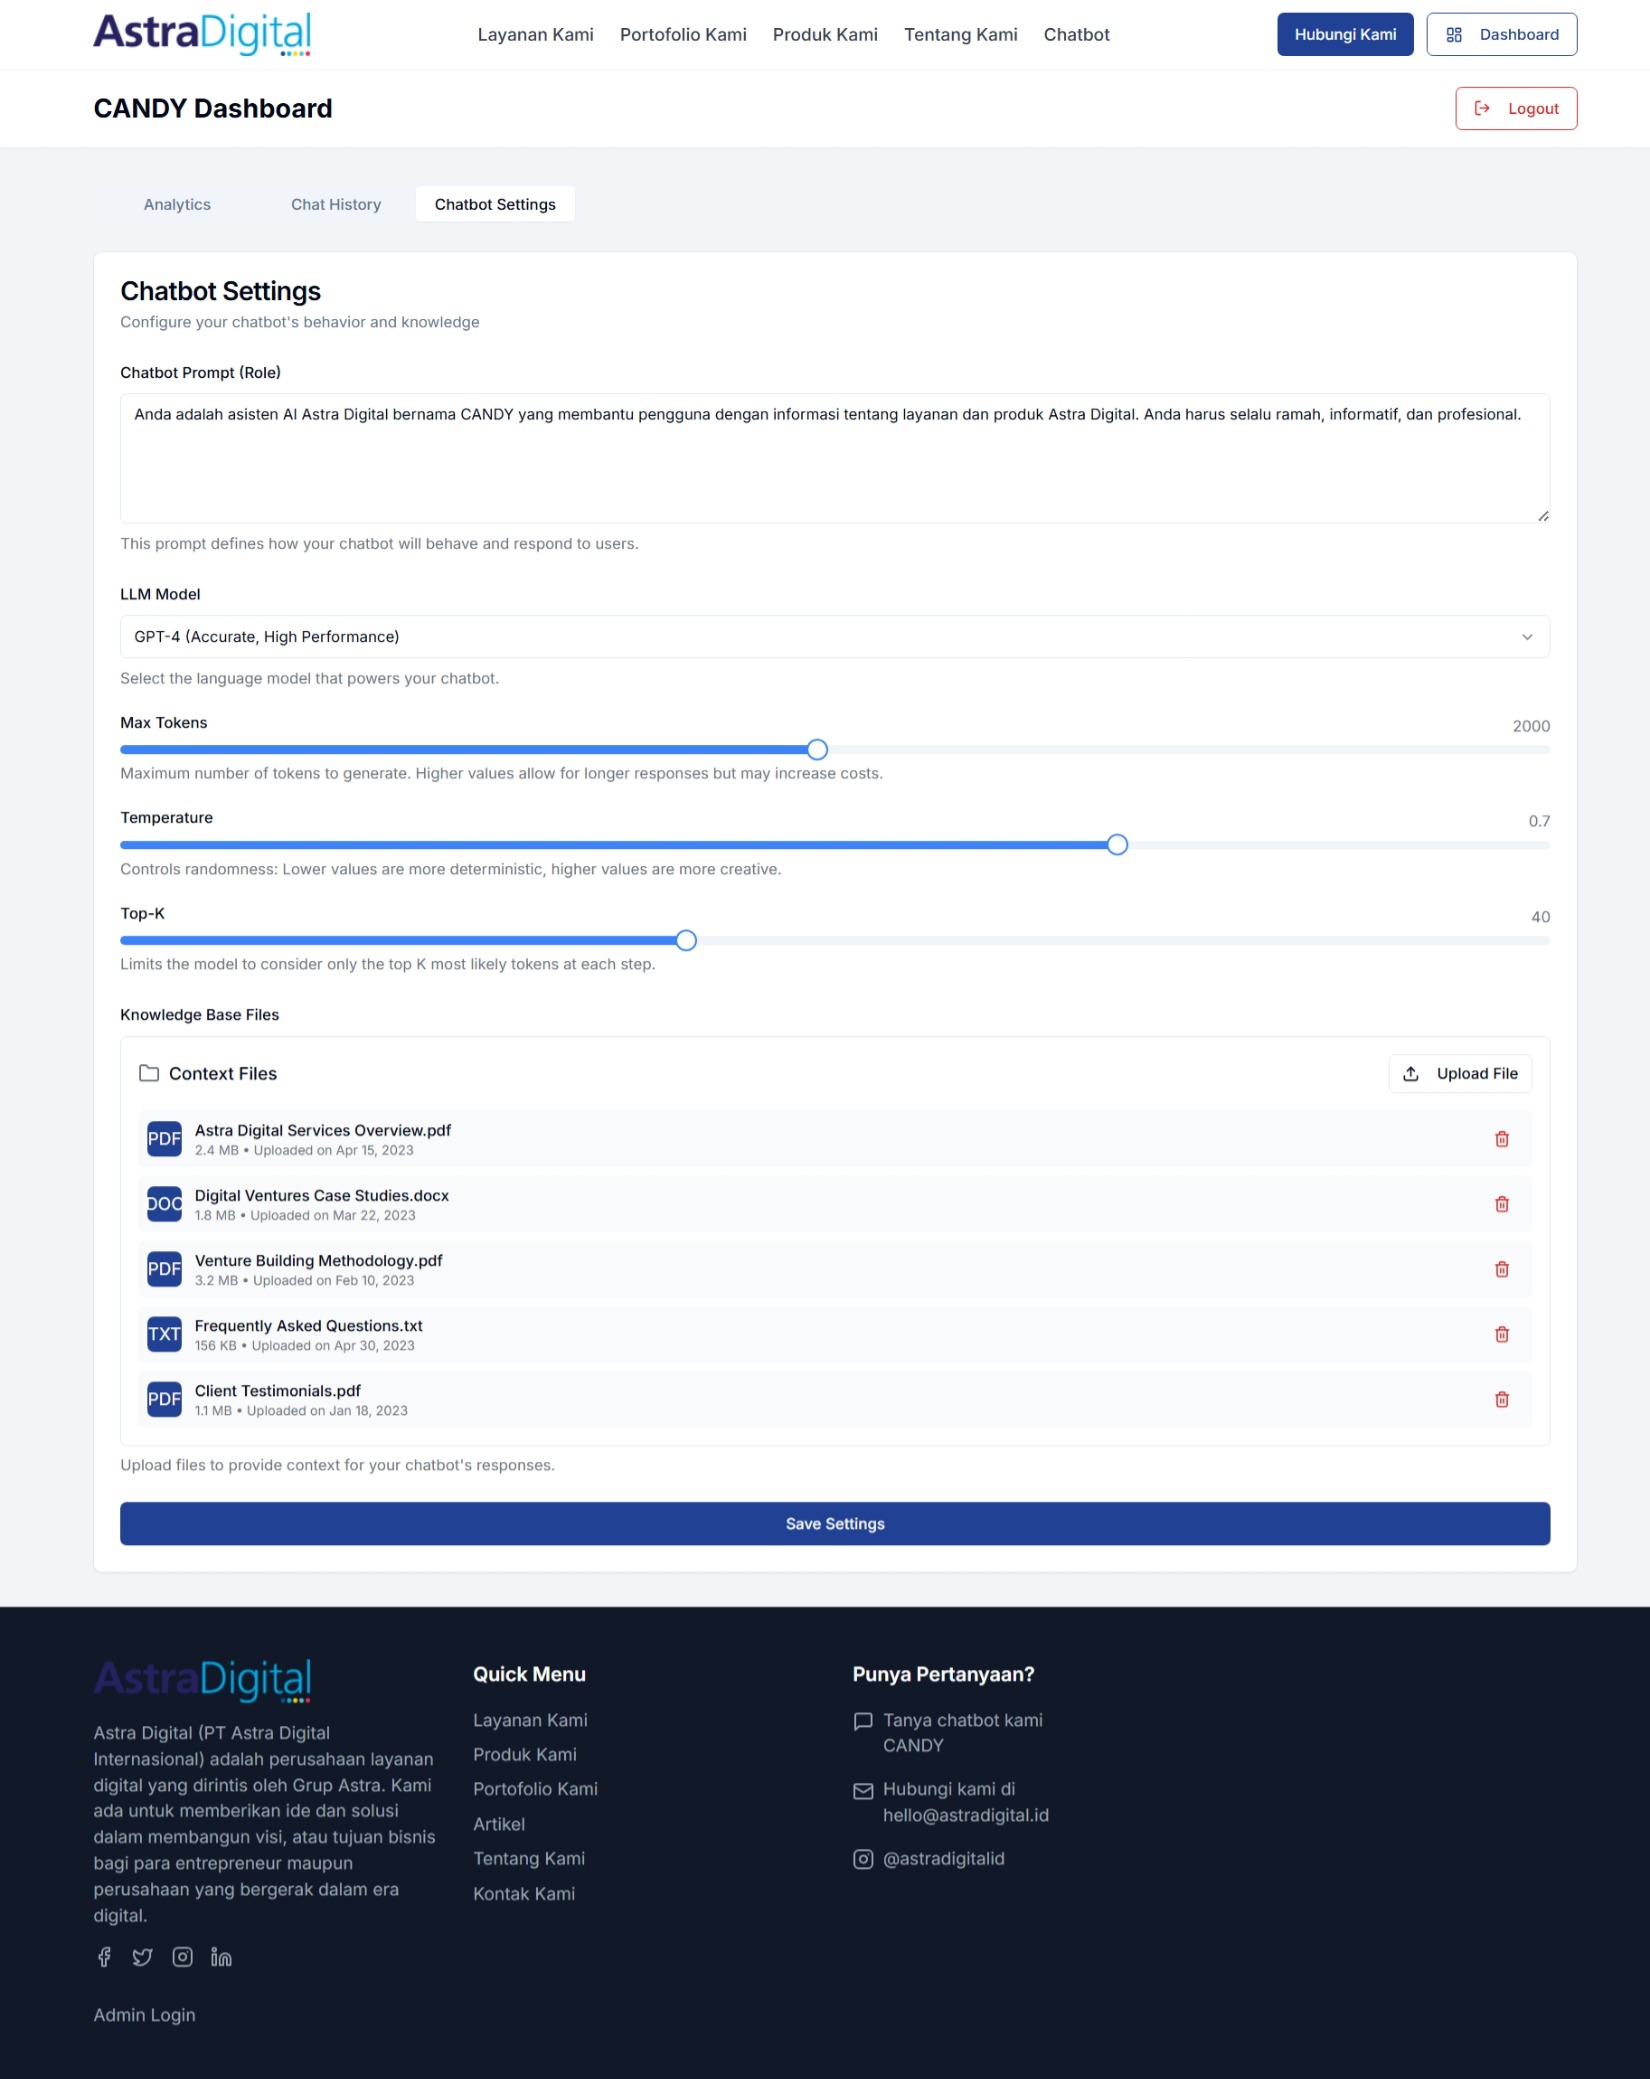 AstraDigital
Layanan Kami Portofolio Kami Produk Kami Tentang Kami Chatbot
Hubungi Kami
Dashboard
CANDY Dashboard
Logout
Analytics
Chat History
Chatbot Settings
Chatbot Settings
Configure your chatbot's behavior and knowledge
Chatbot Prompt (Role)
Anda adalah asisten AI Astra Digital bernama CANDY yang membantu pengguna dengan informasi tentang layanan dan produk Astra Digital. Anda harus selalu ramah, informatif, dan profesional.
This prompt defines how your chatbot will behave and respond to users.
LLM Model
GPT-4 (Accurate, High Performance)
Select the language model that powers your chatbot.
Max Tokens
2000
Maximum number of tokens to generate. Higher values allow for longer responses but may increase costs.
Temperature
0.7
Controls randomness: Lower values are more deterministic, higher values are more creative.
Top-K
40
Limits the model to consider only the top K most likely tokens at each step.
Knowledge Base Files
Context Files
Upload File
PDF
Astra Digital Services Overview.pdf
2.4 MB • Uploaded on Apr 15, 2023
DOC
Digital Ventures Case Studies.docx
1.8 MB • Uploaded on Mar 22, 2023
PDF
Venture Building Methodology.pdf
3.2 MB • Uploaded on Feb 10, 2023
TXT
Frequently Asked Questions.txt
156 KB • Uploaded on Apr 30, 2023
PDF
Client Testimonials.pdf
1.1 MB • Uploaded on Jan 18, 2023
Upload files to provide context for your chatbot's responses.
Save Settings
AstraDigital
Astra Digital (PT Astra Digital
Internasional) adalah perusahaan layanan
digital yang dirintis oleh Grup Astra. Kami
ada untuk memberikan ide dan solusi
dalam membangun visi, atau tujuan bisnis
bagi para entrepreneur maupun
perusahaan yang bergerak dalam era
digital.
Admin Login
Quick Menu
Layanan Kami
Produk Kami
Portofolio Kami
Artikel
Tentang Kami
Kontak Kami
Punya Pertanyaan?
Tanya chatbot kami
CANDY
Hubungi kami di
hello@astradigital.id
@astradigitalid